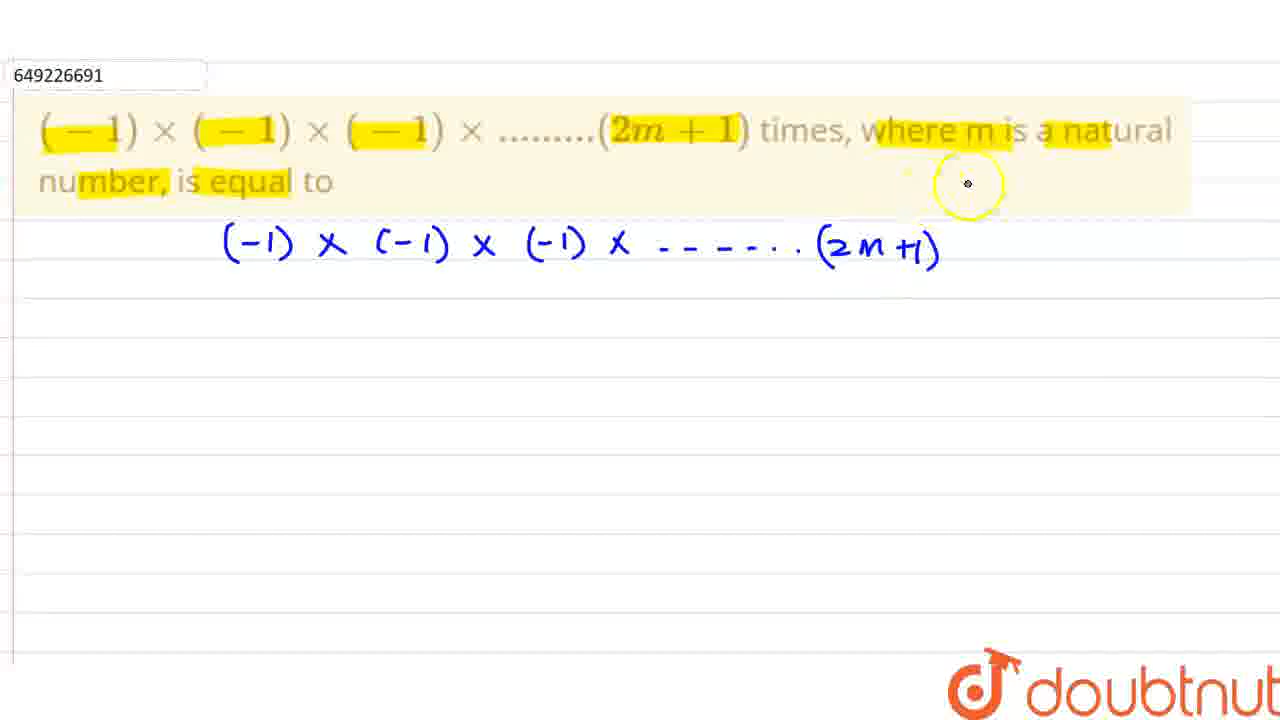 649226691
(−1) × (−1) × (−1) × .........(2m + 1) times, where m is a natural
number, is equal to
(-1) × (-1) × (-1) × - - - - - . . (2m+1)
doubtnut